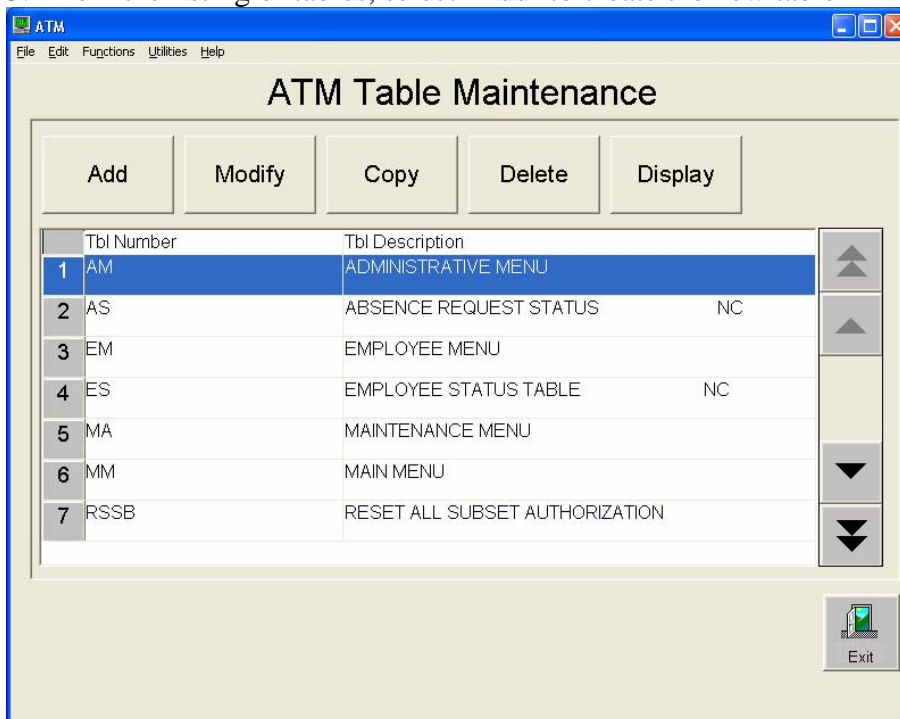 ATM
File Edit Functions Utilities Help
ATM Table Maintenance
Add Modify Copy Delete Display
Tbl Number Tbl Description
1 AM ADMINISTRATIVE MENU
2 AS ABSENCE REQUEST STATUS NC
3 EM EMPLOYEE MENU
4 ES EMPLOYEE STATUS TABLE NC
5 MA MAINTENANCE MENU
6 MM MAIN MENU
7 RSSB RESET ALL SUBSET AUTHORIZATION
Exit